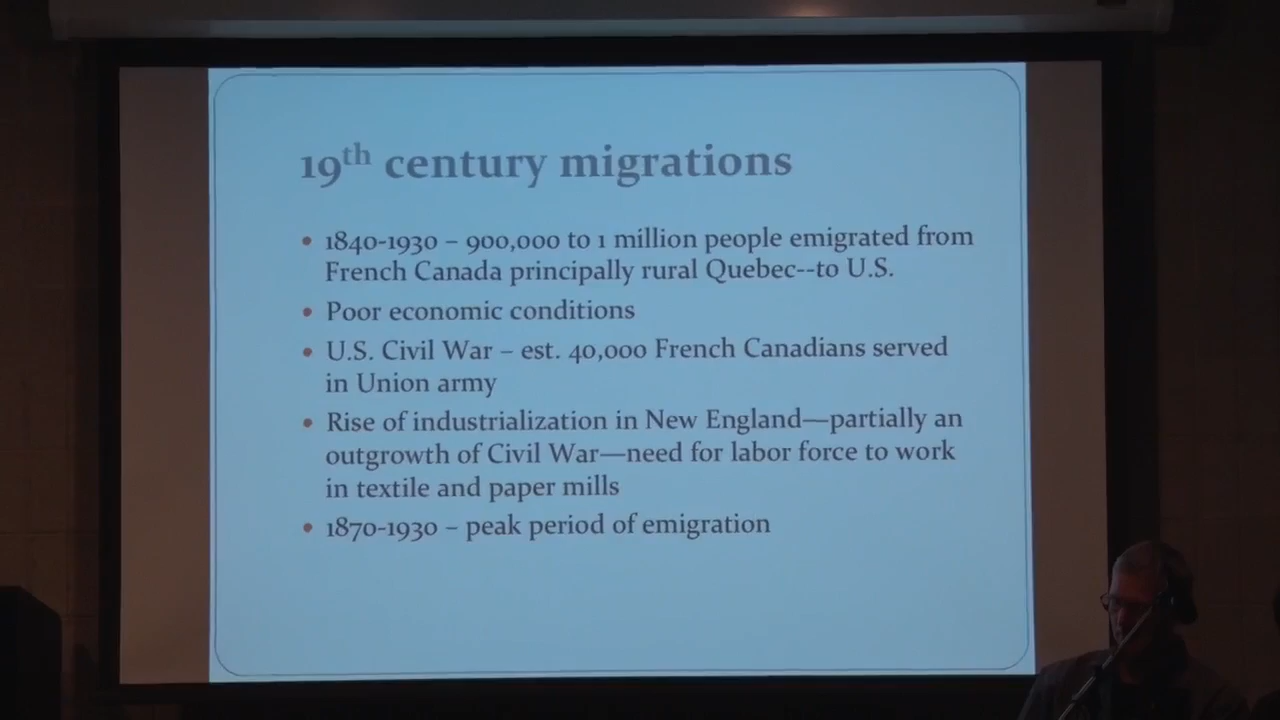 19th century migrations
• 1840-1930 – 900,000 to 1 million people emigrated from
French Canada principally rural Quebec--to U.S.
• Poor economic conditions
• U.S. Civil War – est. 40,000 French Canadians served
in Union army
• Rise of industrialization in New England—partially an
outgrowth of Civil War—need for labor force to work
in textile and paper mills
• 1870-1930 – peak period of emigration